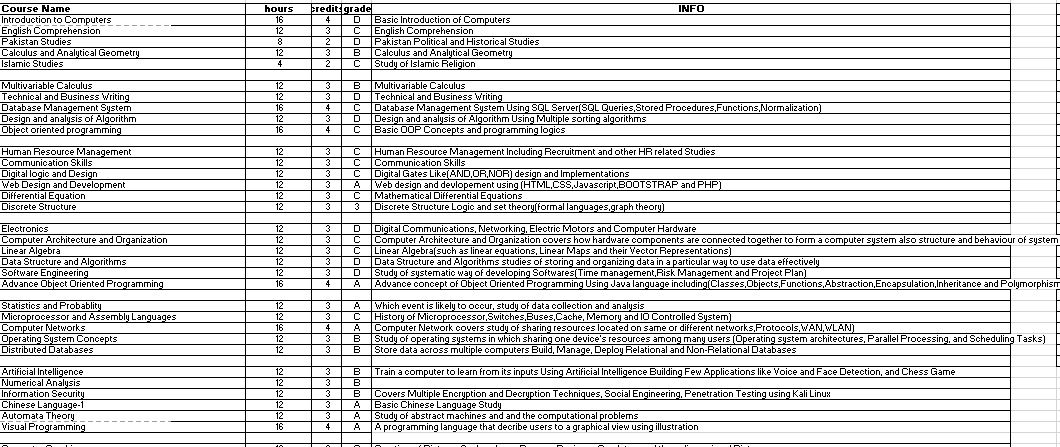 Course Name hours credits grade INFO
Introduction to Computers 16 4 D Basic Introduction of Computers
English Comprehension 12 3 C English Comprehension
Pakistan Studies 8 2 D Pakistan Political and Historical Studies
Calculus and Analytical Geometry 12 3 B Calculus and Analytical Geometry
Islamic Studies 4 2 C Study of Islamic Religion
Multivariable Calculus 12 3 B Multivariable Calculus
Technical and Business Writing 12 3 D Technical and Business Writing
Database Management System 16 4 C Database Management System Using SQL Server(SQL Queries,Stored Procedures,Functions,Normalization)
Design and analysis of Algorithm 12 3 D Design and analysis of Algorithm Using Multiple sorting algorithms
Object oriented programming 16 4 C Basic OOP Concepts and programming logics
Human Resource Management 12 3 C Human Resource Management Including Recruitment and other HR related Studies
Communication Skills 12 3 C Communication Skills
Digital logic and Design 12 3 C Digital Gates Like(AND,OR,NOR) design and Implementations
Web Design and Development 12 3 A Web design and devlopement using (HTML,CSS,Javascript,BOOTSTRAP and PHP)
Differential Equation 12 3 C Mathematical Differential Equations
Discrete Structure 12 3 3 Discrete Structure Logic and set theory(formal languages,graph theory)
Electronics 12 3 D Digital Communications, Networking, Electric Motors and Computer Hardware
Computer Architecture and Organization 12 3 C Computer Architecture and Organization covers how hardware components are connected together to form a computer system also structure and behaviour of system
Linear Algebra 12 3 C Linear Algebra(such as linear equations, Linear Maps and their Vector Representations)
Data Structure and Algorithms 12 3 D Data Structure and Algorithms studies of storing and organizing data in a particular way to use data effectively
Software Engineering 12 3 D Study of systematic way of developing Softwares(Time management,Risk Management and Project Plan)
Advance Object Oriented Programming 16 4 A Advance concept of Object Oriented Programming Using Java language including(Classes,Objects,Functions,Abstraction,Encapsulation,Inheritance and Polymorphism
Statistics and Probablity 12 3 A Which event is likely to occur, study of data collection and analysis
Microprocessor and Assembly Languages 12 3 C History of Microprocessor,Switches,Buses,Cache, Memory and IO Controlled System)
Computer Networks 16 4 A Computer Network covers study of sharing resources located on same or different networks,Protocols,WAN,WLAN)
Operating System Concepts 12 3 B Study of operating systems in which sharing one device's resources among many users (Operating system architectures, Parallel Processing, and Scheduling Tasks)
Distributed Databases 12 3 B Store data across multiple computers Build, Manage, Deploy Relational and Non-Relational Databases
Artificial Intelligence 12 3 B Train a computer to learn from its inputs Using Artificial Intelligence Building Few Applications like Voice and Face Detection, and Chess Game
Numerical Analysis 12 3 B
Information Security 12 3 B Covers Multiple Encryption and Decryption Techniques, Social Engineering, Penetration Testing using Kali Linux
Chinese Language-1 12 3 A Basic Chinese Language Study
Automata Theory 12 3 A Study of abstract machines and and the computational problems
Visual Programming 16 4 A A programming language that decribe users to a graphical view using illustration